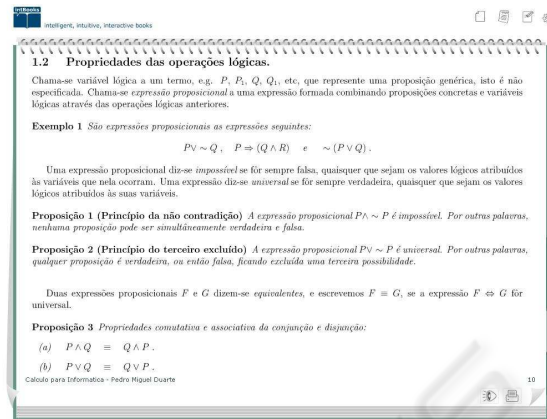 intBooks
intelligent, intuitive, interactive books
1.2 Propriedades das operações lógicas.
Chama-se variável lógica a um termo, e.g. P, P₁, Q, Q₁, etc, que represente uma proposição genérica, isto é não
especificada. Chama-se expressão proposicional a uma expressão formada combinando proposições concretas e variáveis
lógicas através das operações lógicas anteriores.
Exemplo 1 São expressões proposicionais as expressões seguintes:
P∨ ∼ Q , P ⇒ (Q ∧ R) e ∼ (P ∨ Q) .
Uma expressão proposicional diz-se impossível se fôr sempre falsa, quaisquer que sejam os valores lógicos atribuídos
às variáveis que nela ocorram. Uma expressão diz-se universal se fôr sempre verdadeira, quaisquer que sejam os valores
lógicos atribuídos às suas variáveis.
Proposição 1 (Princípio da não contradição) A expressão proposicional P∧ ∼ P é impossível. Por outras palavras,
nenhuma proposição pode ser simultâneamente verdadeira e falsa.
Proposição 2 (Princípio do terceiro excluído) A expressão proposicional P∨ ∼ P é universal. Por outras palavras,
qualquer proposição é verdadeira, ou então falsa, ficando excluída uma terceira possibilidade.
Duas expressões proposicionais F e G dizem-se equivalentes, e escrevemos F ≡ G, se a expressão F ⇔ G fôr
universal.
Proposição 3 Propriedades comutativa e associativa da conjunção e disjunção:
(a) P ∧ Q ≡ Q ∧ P .
(b) P ∨ Q ≡ Q ∨ P .
Calculo para Informatica - Pedro Miguel Duarte 10